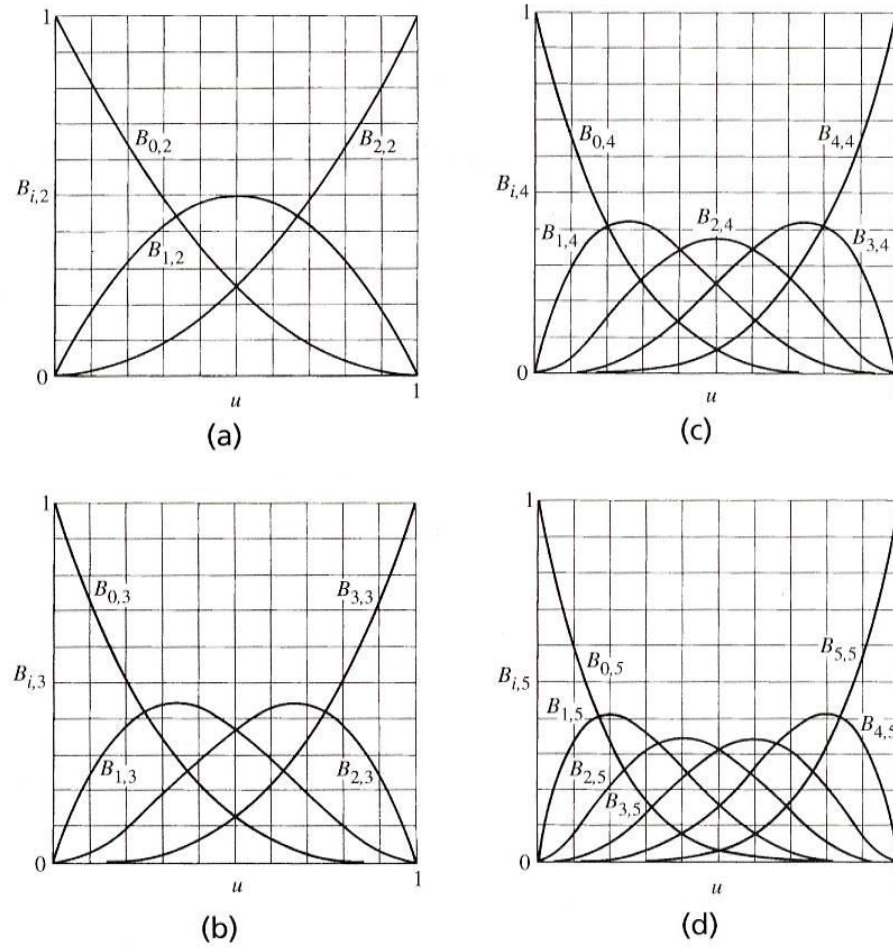 1
B0,2
B2,2
Bi,2
B1,2
0
1
u
(a)
1
B0,4
B4,4
Bi,4
B1,4
B2,4
B3,4
0
u
(c)
1
B0,3
B3,3
Bi,3
B1,3
B2,3
0
1
u
(b)
1
B0,5
B5,5
Bi,5
B1,5
B4,5
B2,5
B3,5
0
u
(d)